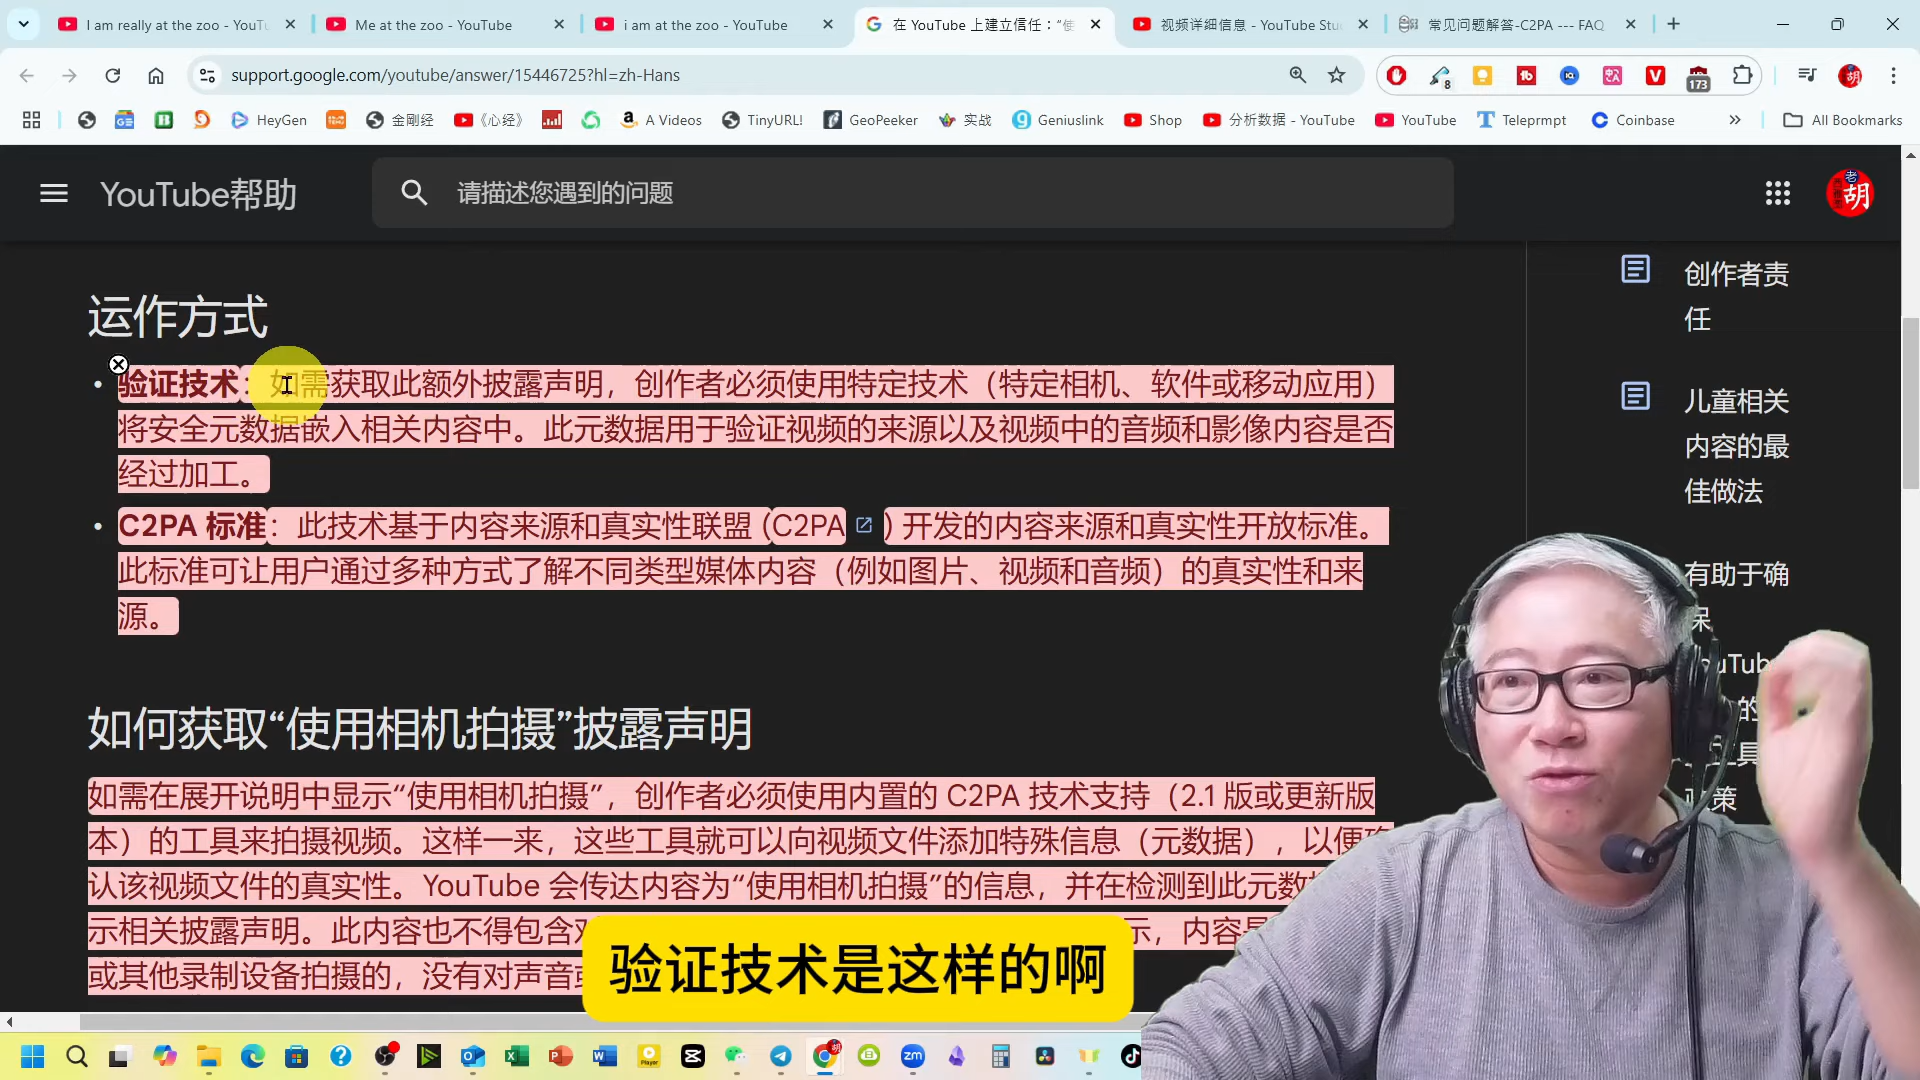 I am really at the zoo - YouTu
Me at the zoo - YouTube
i am at the zoo - YouTube
在 YouTube 上建立信任：“使
视频详细信息 - YouTube Stu
常见问题解答-C2PA --- FAQ
support.google.com/youtube/answer/15446725?hl=zh-Hans
8
173
胡
HeyGen
金刚经
《心经》
A Videos
TinyURL!
GeoPeeker
实战
Geniuslink
Shop
分析数据 - YouTube
YouTube
Teleprmpt
Coinbase
All Bookmarks
YouTube帮助
请描述您遇到的问题
老
胡
运作方式
验证技术：如需获取此额外披露声明，创作者必须使用特定技术（特定相机、软件或移动应用）
将安全元数据嵌入相关内容中。此元数据用于验证视频的来源以及视频中的音频和影像内容是否
经过加工。
C2PA 标准：此技术基于内容来源和真实性联盟 (C2PA ) 开发的内容来源和真实性开放标准。
此标准可让用户通过多种方式了解不同类型媒体内容（例如图片、视频和音频）的真实性和来
源。
如何获取“使用相机拍摄”披露声明
如需在展开说明中显示“使用相机拍摄”，创作者必须使用内置的 C2PA 技术支持（2.1 版或更新版
本）的工具来拍摄视频。这样一来，这些工具就可以向视频文件添加特殊信息（元数据），以便确
认该视频文件的真实性。YouTube 会传达内容为“使用相机拍摄”的信息，并在检测到此元数
示相关披露声明。此内容也不得包含对 示，内容是
或其他录制设备拍摄的，没有对声音或
创作者责
任
儿童相关
内容的最
佳做法
有助于确
保
YouTub
的
工具
政策
验证技术是这样的啊